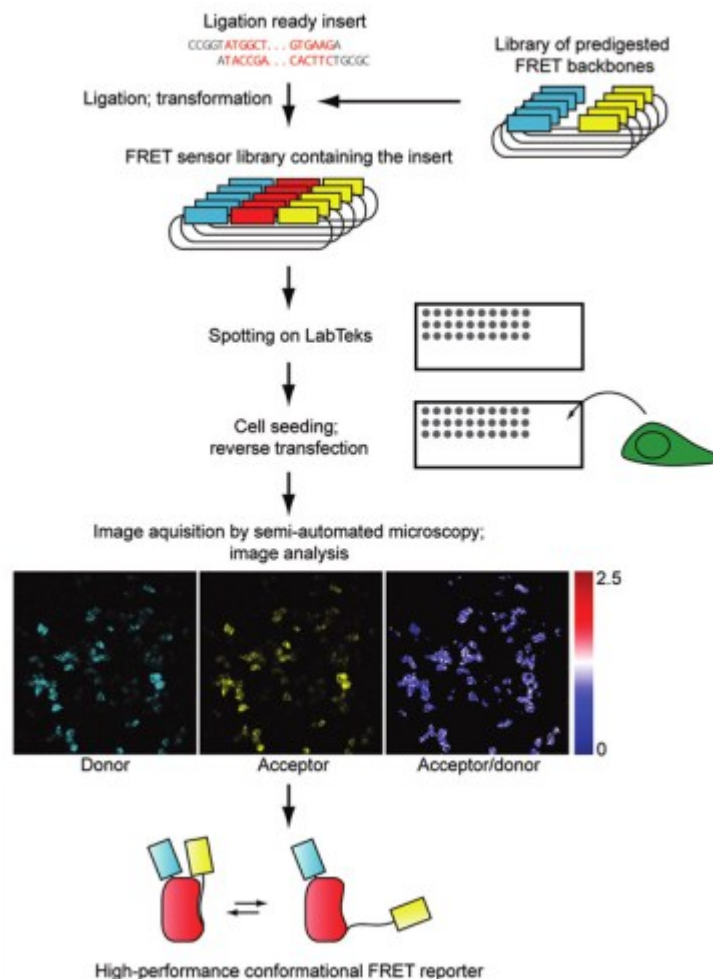 Ligation ready insert
CCGGTATGGCT...GTGAAGA
ATACCGA...CACTTCTGCGC
Library of predigested
FRET backbones
Ligation; transformation
FRET sensor library containing the insert
Spotting on LabTeks
Cell seeding;
reverse transfection
Image aquisition by semi-automated microscopy;
image analysis
2.5
0
Donor
Acceptor
Acceptor/donor
High-performance conformational FRET reporter